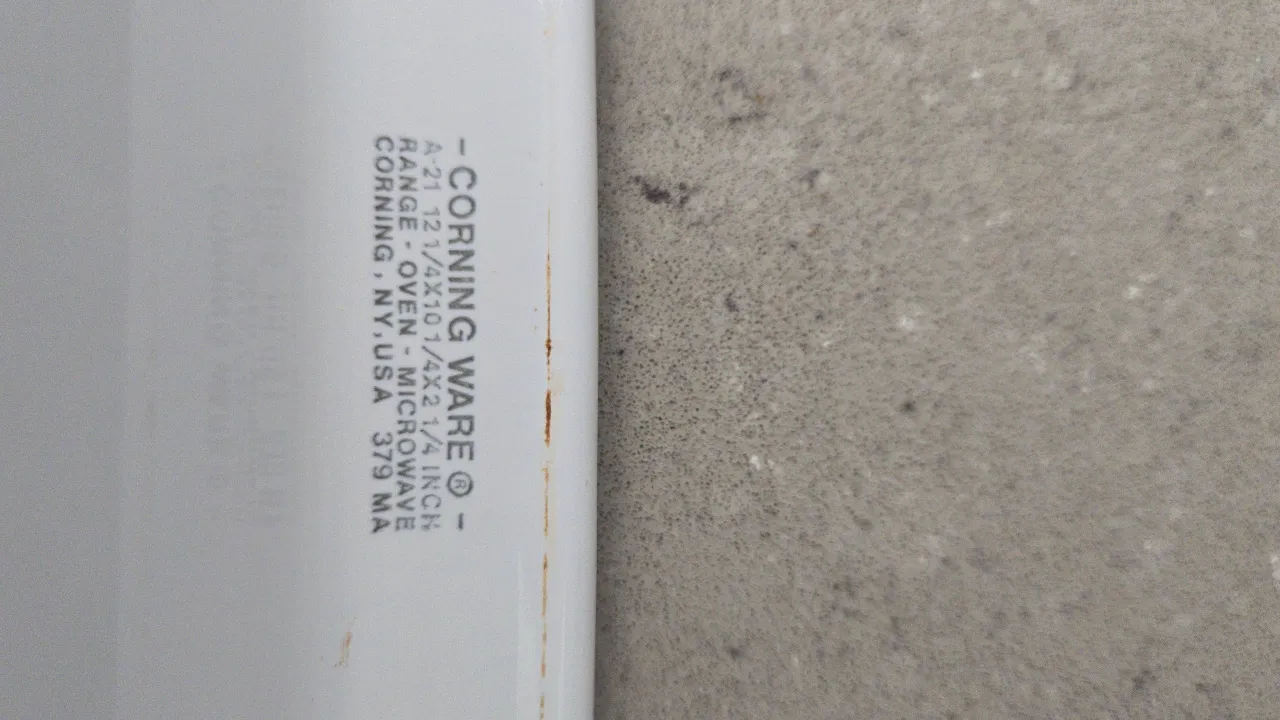 - CORNING WARE ® -
A-21 12 1/4X10 1/4X2 1/4 INCH
RANGE - OVEN - MICROWAVE
CORNING, NY, USA 379 MA